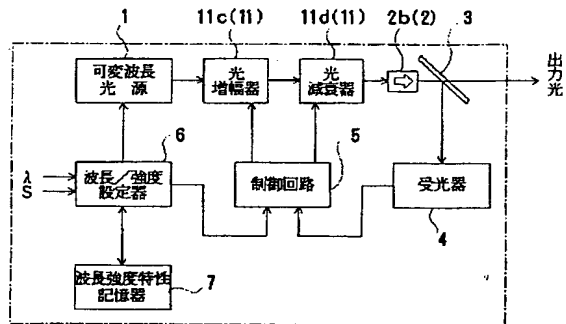 1
11c(11)
11d(11)
2b(2)
3
可変波長
光 源
光
増幅器
光
減衰器
出力光
6
5
λ
S
波長/強度
設定器
制御回路
受光器
4
波長強度特性
記憶器
7